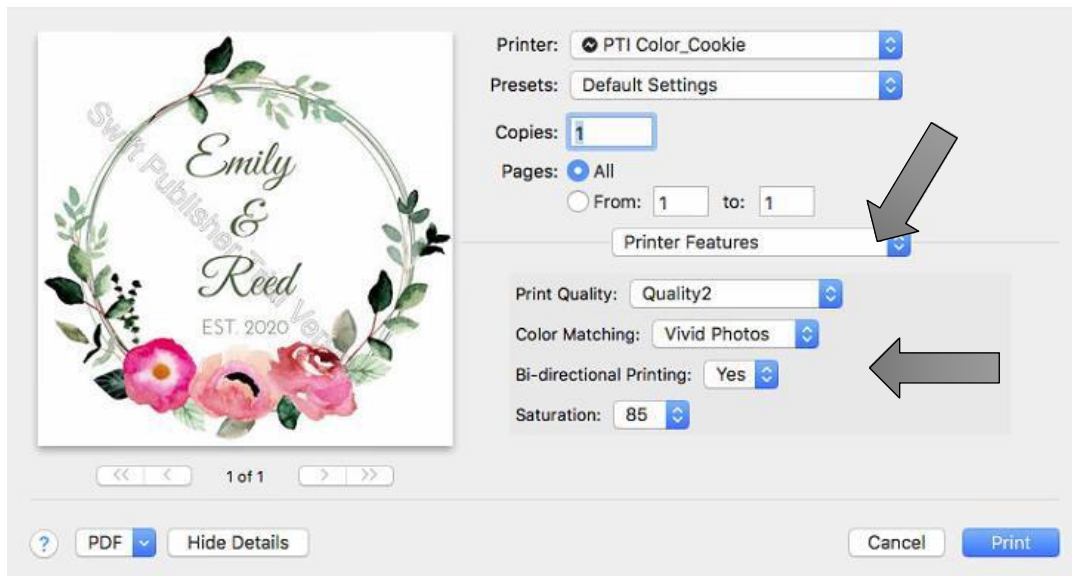 Printer: PTI Color_Cookie
Presets: Default Settings
Copies: 1
Pages: All
From: 1 to: 1
Printer Features
Print Quality: Quality2
Color Matching: Vivid Photos
Bi-directional Printing: Yes
Saturation: 85
Emily
&
Reed
EST. 2020
Swift Publisher Trial Ver
<< < 1 of 1 > >>
? PDF Hide Details Cancel Print